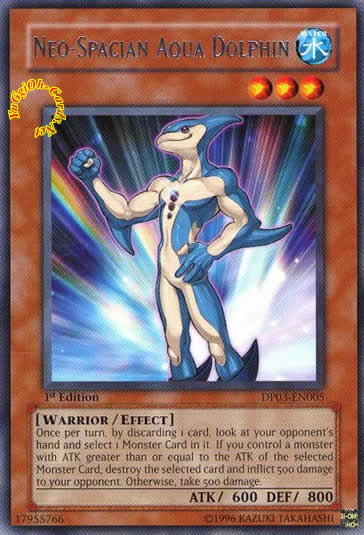 NEO-SPACIAN AQUA DOLPHIN
WATER
水
YuGiOh-Cards.Net
1st Edition
DP03-EN005
[WARRIOR / EFFECT]
Once per turn, by discarding 1 card, look at your opponent's
hand and select 1 Monster Card in it. If you control a monster
with ATK greater than or equal to the ATK of the selected
Monster Card, destroy the selected card and inflict 500 damage
to your opponent. Otherwise, take 500 damage.
ATK/ 600 DEF/ 800
17955766
©1996 KAZUKI TAKAHASHI